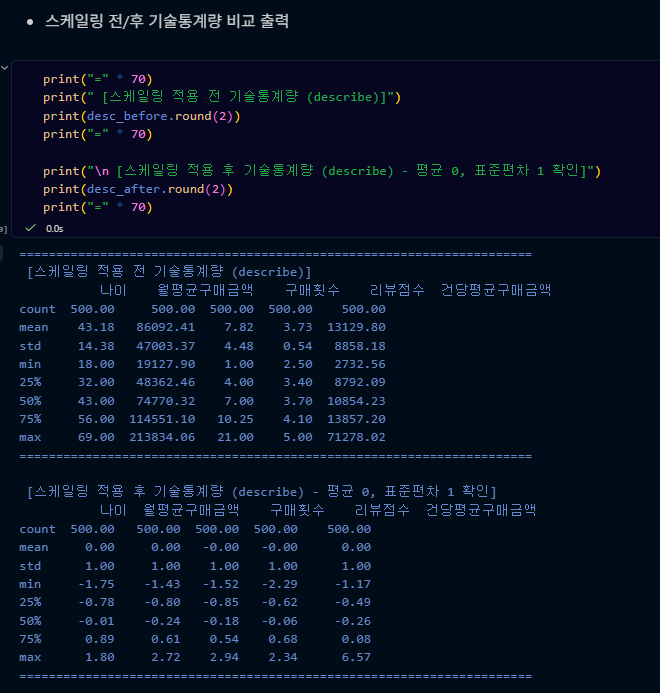 • 스케일링 전/후 기술통계량 비교 출력
print("=" * 70)
print(" [스케일링 적용 전 기술통계량 (describe)]")
print(desc_before.round(2))
print("=" * 70)
print("\n [스케일링 적용 후 기술통계량 (describe) - 평균 0, 표준편차 1 확인]")
print(desc_after.round(2))
print("=" * 70)
✓ 0.0s
======================================================================
[스케일링 적용 전 기술통계량 (describe)]
나이 월평균구매금액 구매횟수 리뷰점수 건당평균구매금액
count 500.00 500.00 500.00 500.00 500.00
mean 43.18 86092.41 7.82 3.73 13129.80
std 14.38 47003.37 4.48 0.54 8858.18
min 18.00 19127.90 1.00 2.50 2732.56
25% 32.00 48362.46 4.00 3.40 8792.09
50% 43.00 74770.32 7.00 3.70 10854.23
75% 56.00 114551.10 10.25 4.10 13857.20
max 69.00 213834.06 21.00 5.00 71278.02
======================================================================
[스케일링 적용 후 기술통계량 (describe) - 평균 0, 표준편차 1 확인]
나이 월평균구매금액 구매횟수 리뷰점수 건당평균구매금액
count 500.00 500.00 500.00 500.00 500.00
mean 0.00 0.00 -0.00 -0.00 0.00
std 1.00 1.00 1.00 1.00 1.00
min -1.75 -1.43 -1.52 -2.29 -1.17
25% -0.78 -0.80 -0.85 -0.62 -0.49
50% -0.01 -0.24 -0.18 -0.06 -0.26
75% 0.89 0.61 0.54 0.68 0.08
max 1.80 2.72 2.94 2.34 6.57
======================================================================